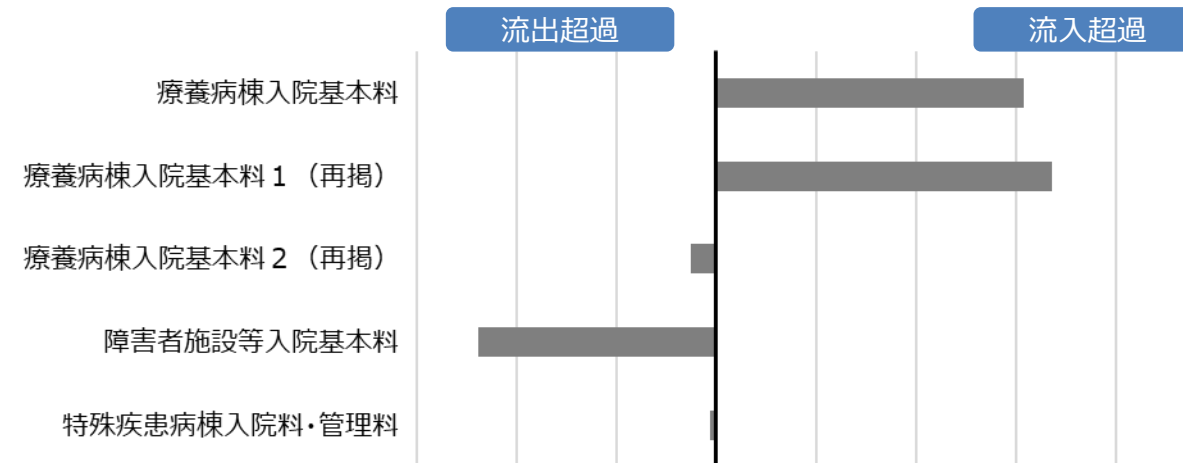 流出超過
流入超過
療養病棟入院基本料
療養病棟入院基本料1（再掲）
療養病棟入院基本料2（再掲）
障害者施設等入院基本料
特殊疾患病棟入院料・管理料